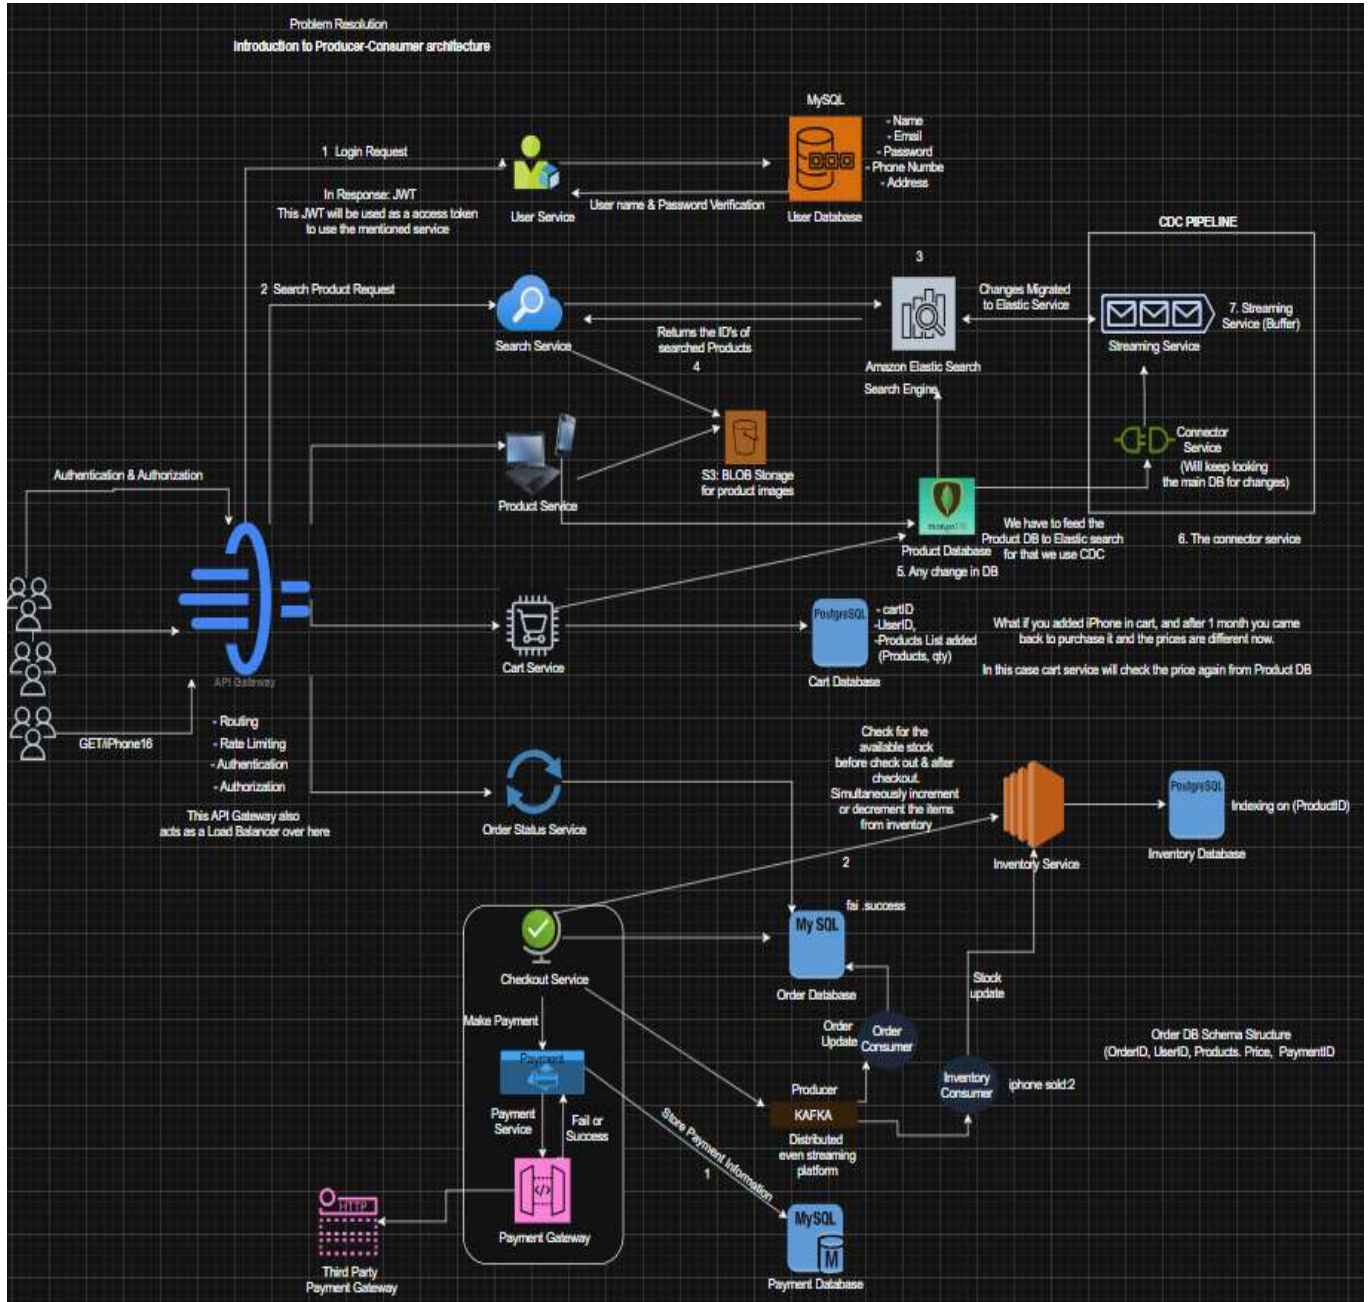 Problem Resolution
Introduction to Producer-Consumer architecture
MySQL
- Name
- Email
- Password
- Phone Numbe
- Address
User Database
1 Login Request
In Response: JWT
This JWT will be used as a access token
to use the mentioned service
User Service
User name & Password Verification
CDC PIPELINE
2 Search Product Request
Search Service
Returns the ID's of
searched Products
4
3
Amazon Elastic Search
Search Engine
Changes Migrated
to Elastic Service
7. Streaming
Service (Buffer)
Streaming Service
Connector
Service
(Will keep looking
the main DB for changes)
6. The connector service
Authentication & Authorization
Product Service
S3: BLOB Storage
for product images
mongoDB
Product Database
5. Any change in DB
We have to feed the
Product DB to Elastic search
for that we use CDC
API Gateway
GET/iPhone16
- Routing
- Rate Limiting
- Authentication
- Authorization
This API Gateway also
acts as a Load Balancer over here
Cart Service
PostgreSQL
- cartID
-UserID,
-Products List added
(Products, qty)
Cart Database
What if you added iPhone in cart, and after 1 month you came
back to purchase it and the prices are different now.
In this case cart service will check the price again from Product DB
Order Status Service
Check for the
available stock
before check out & after
checkout.
Simultaneously increment
or decrement the items
from inventory
2
Inventory Service
PostgreSQL
Indexing on (ProductID)
Inventory Database
Checkout Service
fai .success
My SQL
Order Database
Make Payment
Payment
Payment
Service
Fail or
Success
</>
Payment Gateway
HTTP
Third Party
Payment Gateway
Order
Update
Order
Consumer
Stock
update
Inventory
Consumer
iphone sold:2
Order DB Schema Structure
(OrderID, UserID, Products. Price, PaymentID
Producer
KAFKA
Distributed
even streaming
platform
Store Payment Information
1
MySQL
M
Payment Database